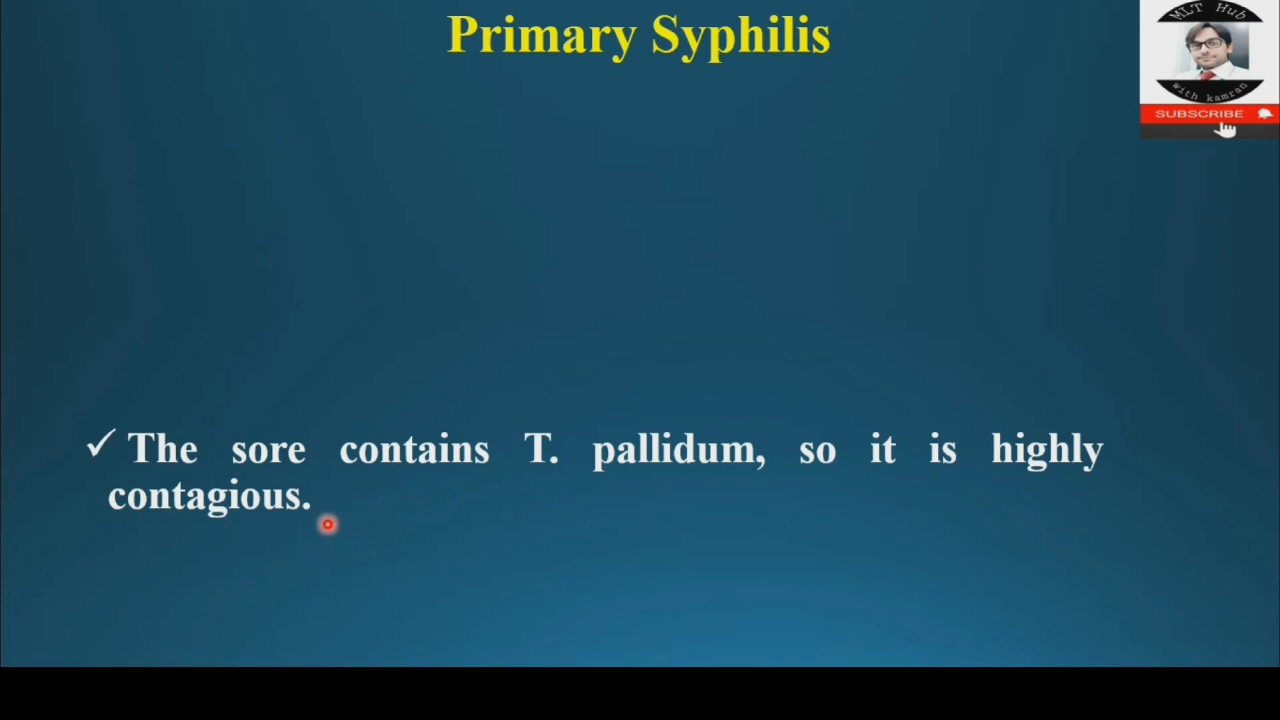 Primary Syphilis
MLT Hub
with kamran
SUBSCRIBE
✓ The sore contains T. pallidum, so it is highly
contagious.